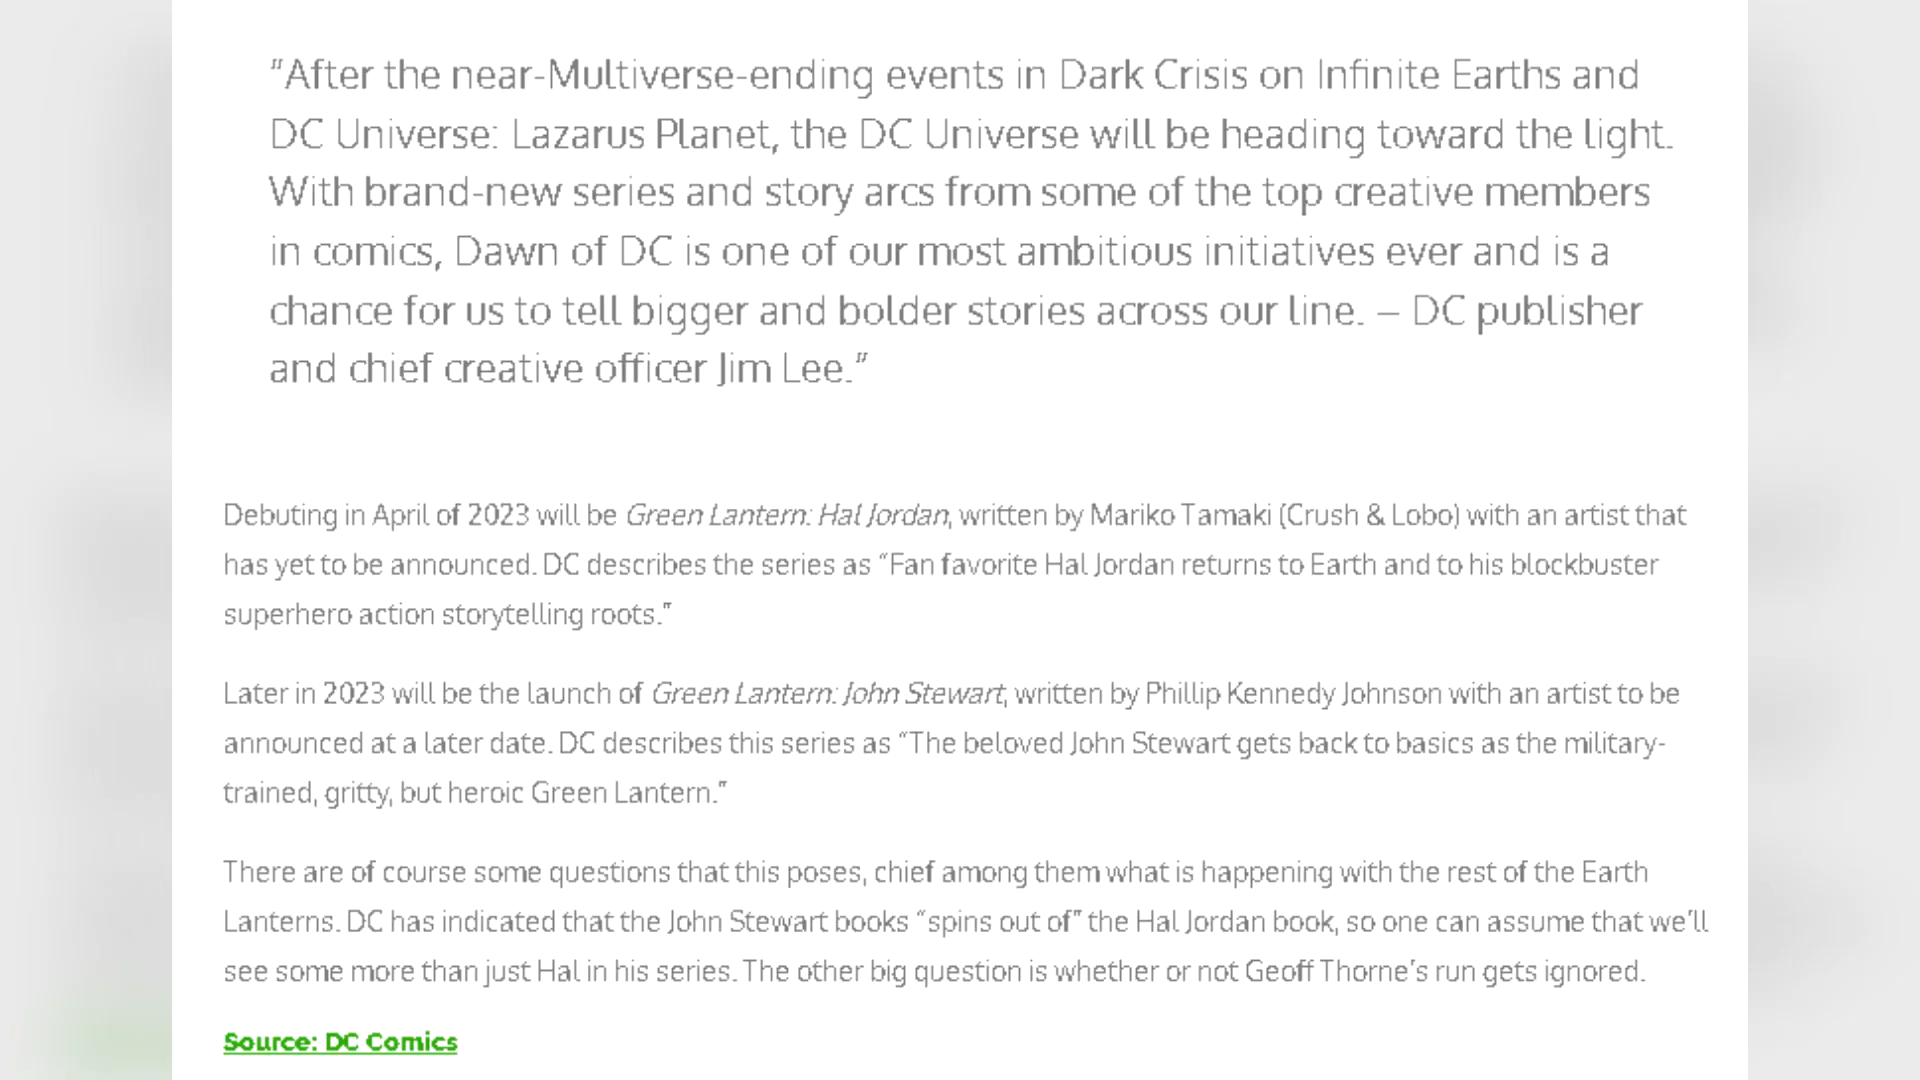 "After the near-Multiverse-ending events in Dark Crisis on Infinite Earths and
DC Universe: Lazarus Planet, the DC Universe will be heading toward the light.
With brand-new series and story arcs from some of the top creative members
in comics, Dawn of DC is one of our most ambitious initiatives ever and is a
chance for us to tell bigger and bolder stories across our line. – DC publisher
and chief creative officer Jim Lee."
Debuting in April of 2023 will be Green Lantern: Hal Jordan, written by Mariko Tamaki (Crush & Lobo) with an artist that
has yet to be announced. DC describes the series as “Fan favorite Hal Jordan returns to Earth and to his blockbuster
superhero action storytelling roots.”
Later in 2023 will be the launch of Green Lantern: John Stewart, written by Phillip Kennedy Johnson with an artist to be
announced at a later date. DC describes this series as “The beloved John Stewart gets back to basics as the military-
trained, gritty, but heroic Green Lantern.”
There are of course some questions that this poses, chief among them what is happening with the rest of the Earth
Lanterns. DC has indicated that the John Stewart books “spins out of” the Hal Jordan book, so one can assume that we’ll
see some more than just Hal in his series. The other big question is whether or not Geoff Thorne’s run gets ignored.
Source: DC Comics